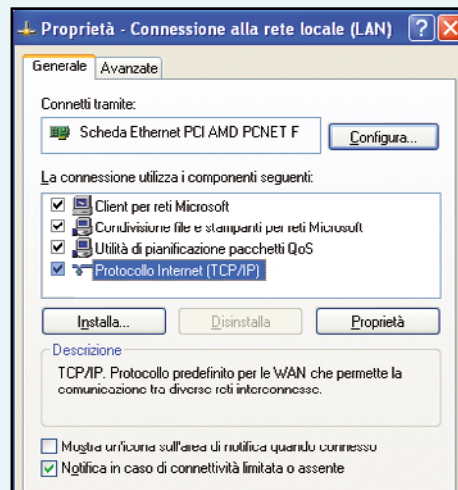 Proprietà - Connessione alla rete locale (LAN)
Generale
Avanzate
Connetti tramite:
Scheda Ethernet PCI AMD PCNET F
Configura...
La connessione utilizza i componenti seguenti:
Client per reti Microsoft
Condivisione file e stampanti per reti Microsoft
Utilità di pianificazione pacchetti QoS
Protocollo Internet (TCP/IP)
Installa...
Disinstalla
Proprietà
Descrizione
TCP/IP. Protocollo predefinito per le WAN che permette la
comunicazione tra diverse reti interconnesse.
Mostra un'icona sull'area di notifica quando connesso
Notifica in caso di connettività limitata o assente